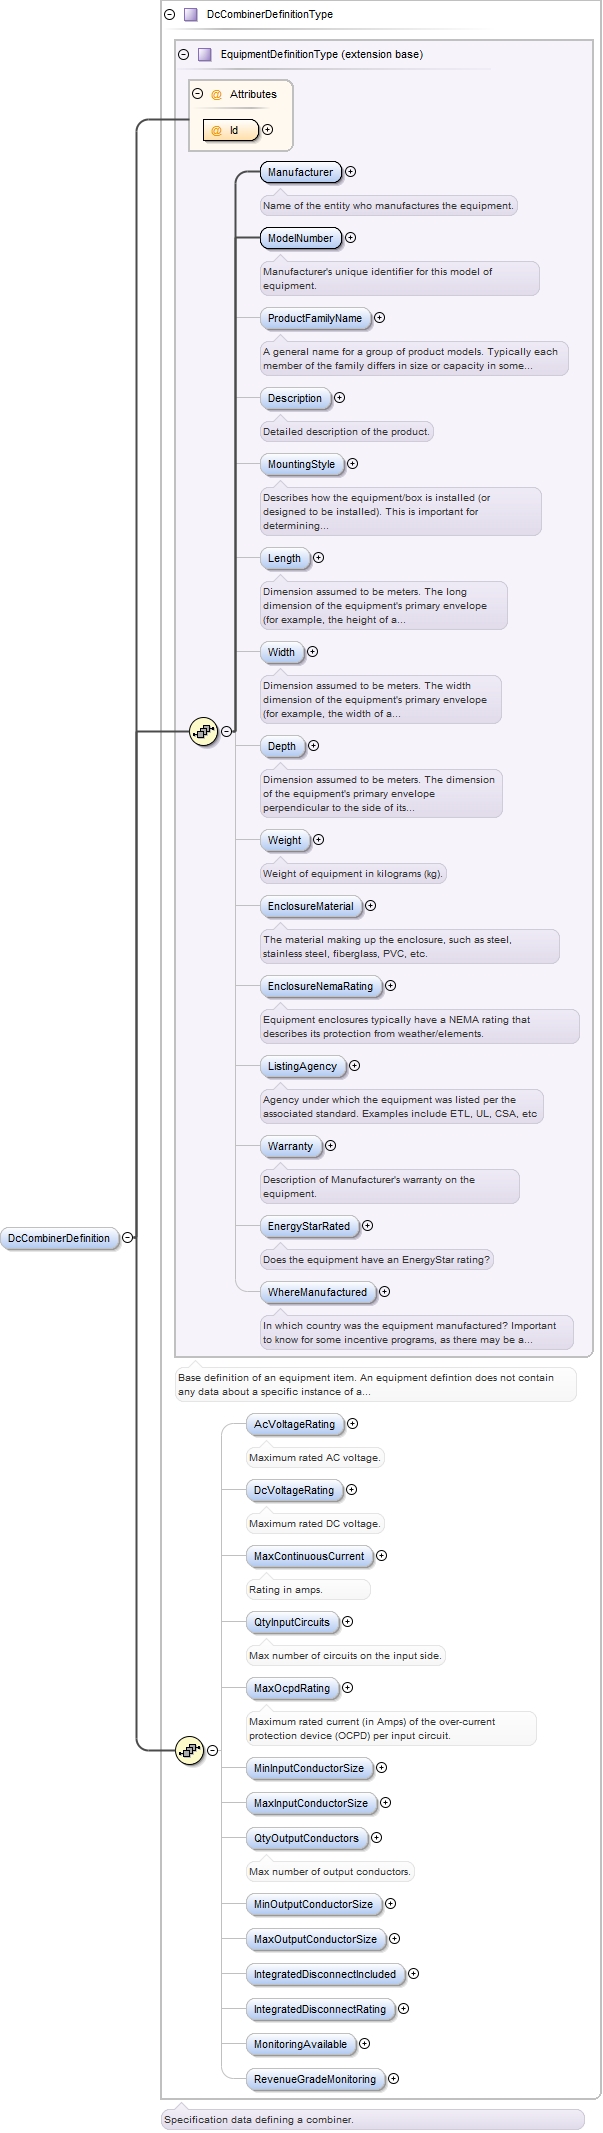 DcCombinerDefinitionType
EquipmentDefinitionType (extension base)
@ Attributes
@ Id
Manufacturer
Name of the entity who manufactures the equipment.
ModelNumber
Manufacturer's unique identifier for this model of
equipment.
ProductFamilyName
A general name for a group of product models. Typically each
member of the family differs in size or capacity in some...
Description
Detailed description of the product.
MountingStyle
Describes how the equipment/box is installed (or
designed to be installed). This is important for
determining...
Length
Dimension assumed to be meters. The long
dimension of the equipment's primary envelope
(for example, the height of a...
Width
Dimension assumed to be meters. The width
dimension of the equipment's primary envelope
(for example, the width of a...
Depth
Dimension assumed to be meters. The dimension
of the equipment's primary envelope
perpendicular to the side of its...
Weight
Weight of equipment in kilograms (kg).
EnclosureMaterial
The material making up the enclosure, such as steel,
stainless steel, fiberglass, PVC, etc.
EnclosureNemaRating
Equipment enclosures typically have a NEMA rating that
describes its protection from weather/elements.
ListingAgency
Agency under which the equipment was listed per the
associated standard. Examples include ETL, UL, CSA, etc
Warranty
Description of Manufacturer's warranty on the
equipment.
EnergyStarRated
DcCombinerDefinition
Does the equipment have an EnergyStar rating?
WhereManufactured
In which country was the equipment manufactured? Important
to know for some incentive programs, as there may be a...
Base definition of an equipment item. An equipment defintion does not contain
any data about a specific instance of a...
AcVoltageRating
Maximum rated AC voltage.
DcVoltageRating
Maximum rated DC voltage.
MaxContinuousCurrent
Rating in amps.
QtyInputCircuits
Max number of circuits on the input side.
MaxOcpdRating
Maximum rated current (in Amps) of the over-current
protection device (OCPD) per input circuit.
MinInputConductorSize
MaxInputConductorSize
QtyOutputConductors
Max number of output conductors.
MinOutputConductorSize
MaxOutputConductorSize
IntegratedDisconnectIncluded
IntegratedDisconnectRating
MonitoringAvailable
RevenueGradeMonitoring
Specification data defining a combiner.